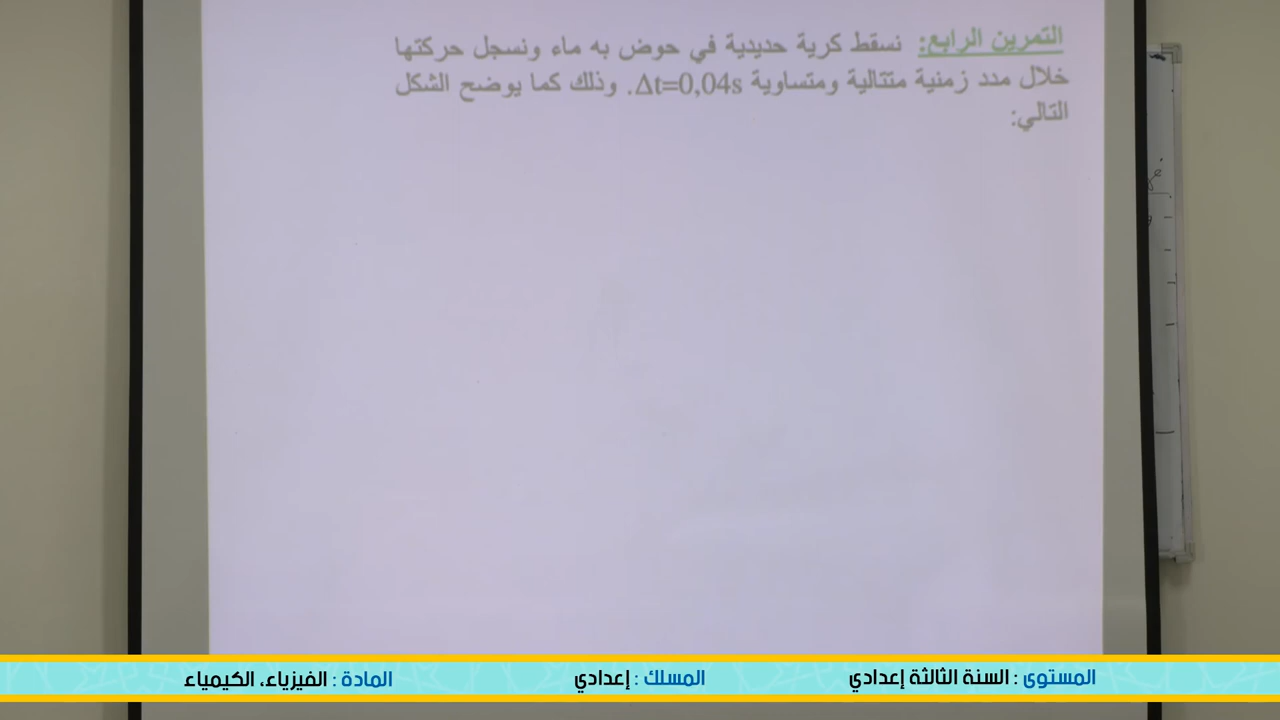 التمرين الرابع: نسقط كرية حديدية في حوض به ماء ونسجل حركتها
خلال مدد زمنية متتالية ومتساوية Δt=0,04s. وذلك كما يوضح الشكل
التالي:
المستوى : السنة الثالثة إعدادي
المسلك : إعدادي
المادة : الفيزياء، الكيمياء